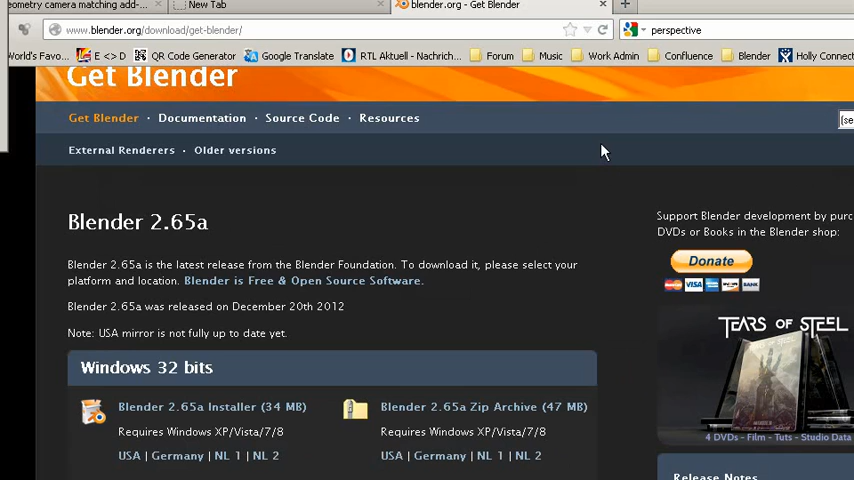 eometry camera matching add-...
New Tab
blender.org - Get Blender
www.blender.org/download/get-blender/
perspective
World's Favo...
E <> D
QR Code Generator
Google Translate
RTL Aktuell - Nachrich...
Forum
Music
Work Admin
Confluence
Blender
Holly Connect
Get Blender
Get Blender · Documentation · Source Code · Resources
[se
External Renderers · Older versions
Blender 2.65a
Support Blender development by purc
DVDs or Books in the Blender shop:
Blender 2.65a is the latest release from the Blender Foundation. To download it, please select your
platform and location. Blender is Free & Open Source Software.
Donate
VISA
Blender 2.65a was released on December 20th 2012
Note: USA mirror is not fully up to date yet.
TEARS OF STEEL
Windows 32 bits
Blender 2.65a Installer (34 MB)
Requires Windows XP/Vista/7/8
USA | Germany | NL 1 | NL 2
Blender 2.65a Zip Archive (47 MB)
Requires Windows XP/Vista/7/8
USA | Germany | NL 1 | NL 2
4 DVDs - Film - Tuts - Studio Data
Release Notes